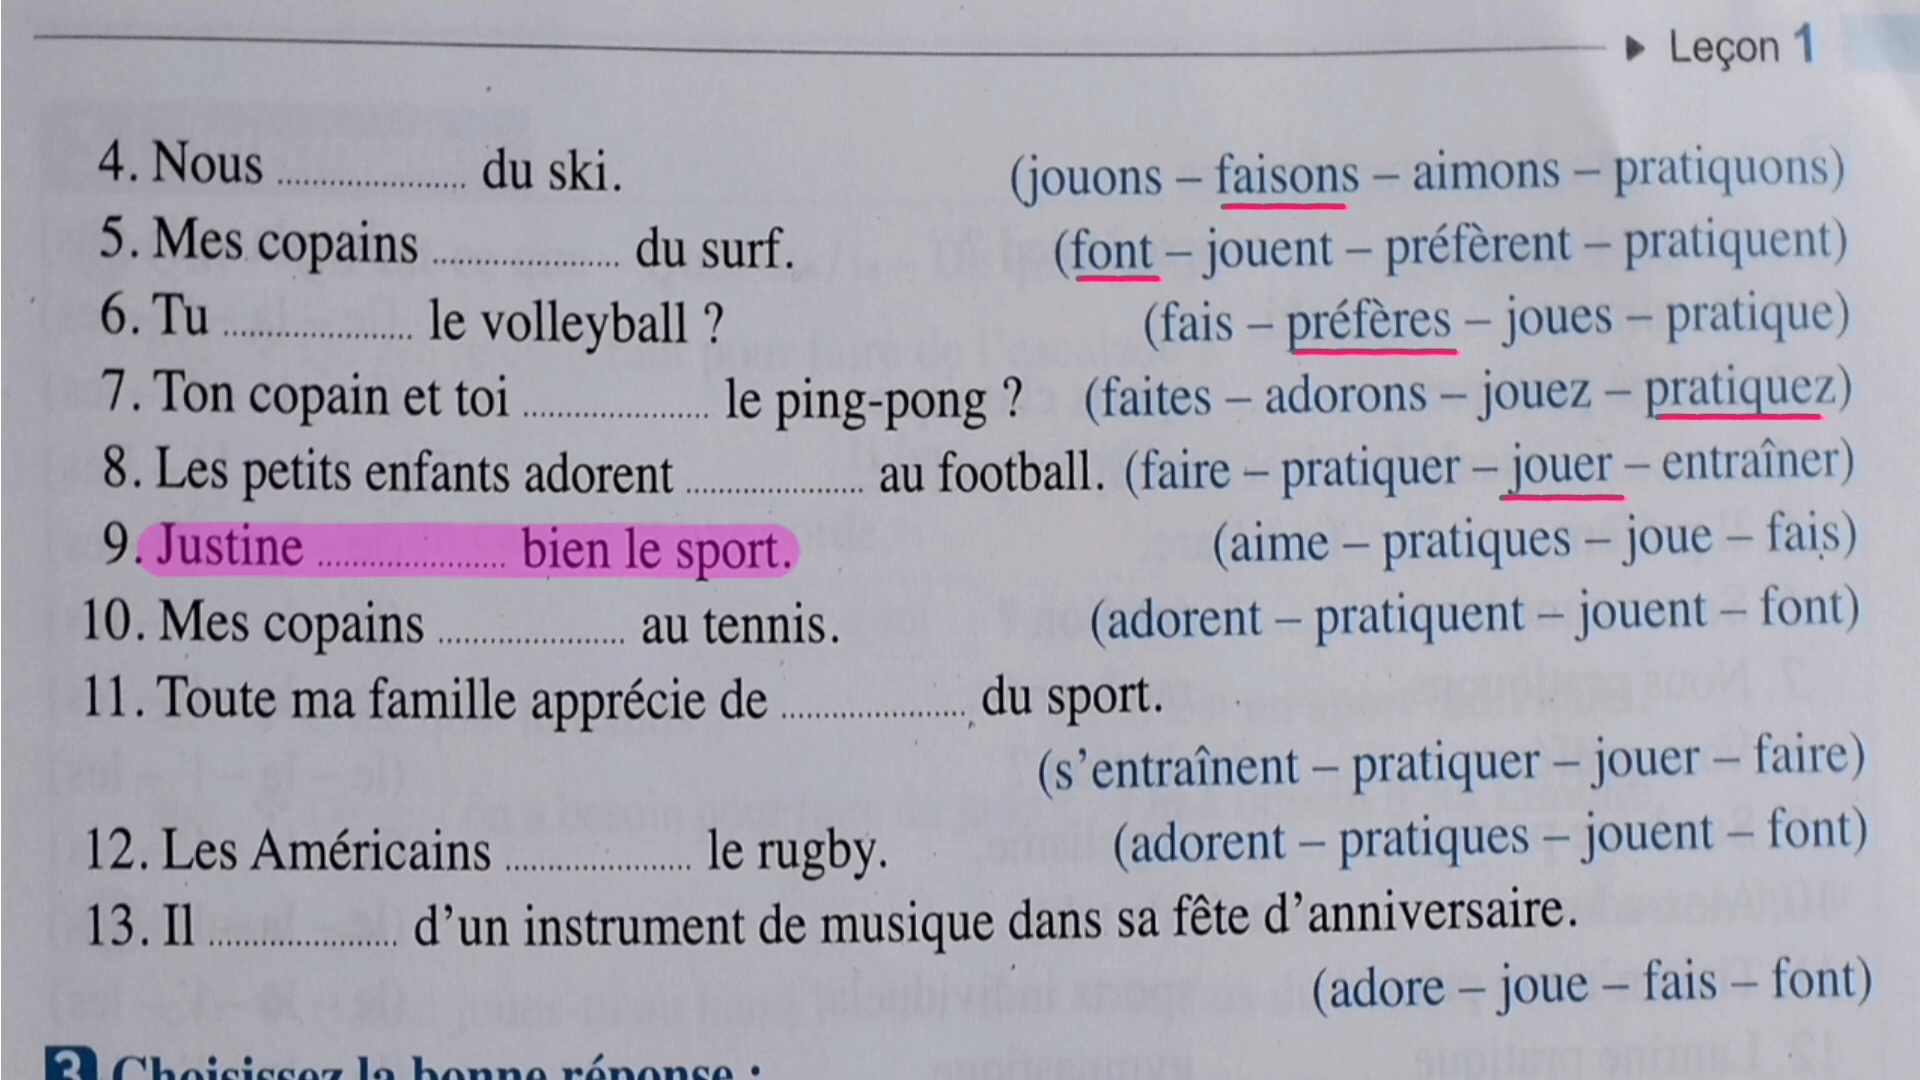 ▶ Leçon 1
4. Nous .................... du ski. (jouons – faisons – aimons – pratiquons)
5. Mes copains .................... du surf. (font – jouent – préfèrent – pratiquent)
6. Tu .................... le volleyball ? (fais – préfères – joues – pratique)
7. Ton copain et toi .................... le ping-pong ? (faites – adorons – jouez – pratiquez)
8. Les petits enfants adorent .................... au football. (faire – pratiquer – jouer – entraîner)
9. Justine .................... bien le sport. (aime – pratiques – joue – fais)
10. Mes copains .................... au tennis. (adorent – pratiquent – jouent – font)
11. Toute ma famille apprécie de .................... du sport.
(s'entraînent – pratiquer – jouer – faire)
12. Les Américains .................... le rugby. (adorent – pratiques – jouent – font)
13. Il .................... d'un instrument de musique dans sa fête d'anniversaire.
(adore – joue – fais – font)
3 Choisissez la bonne réponse :